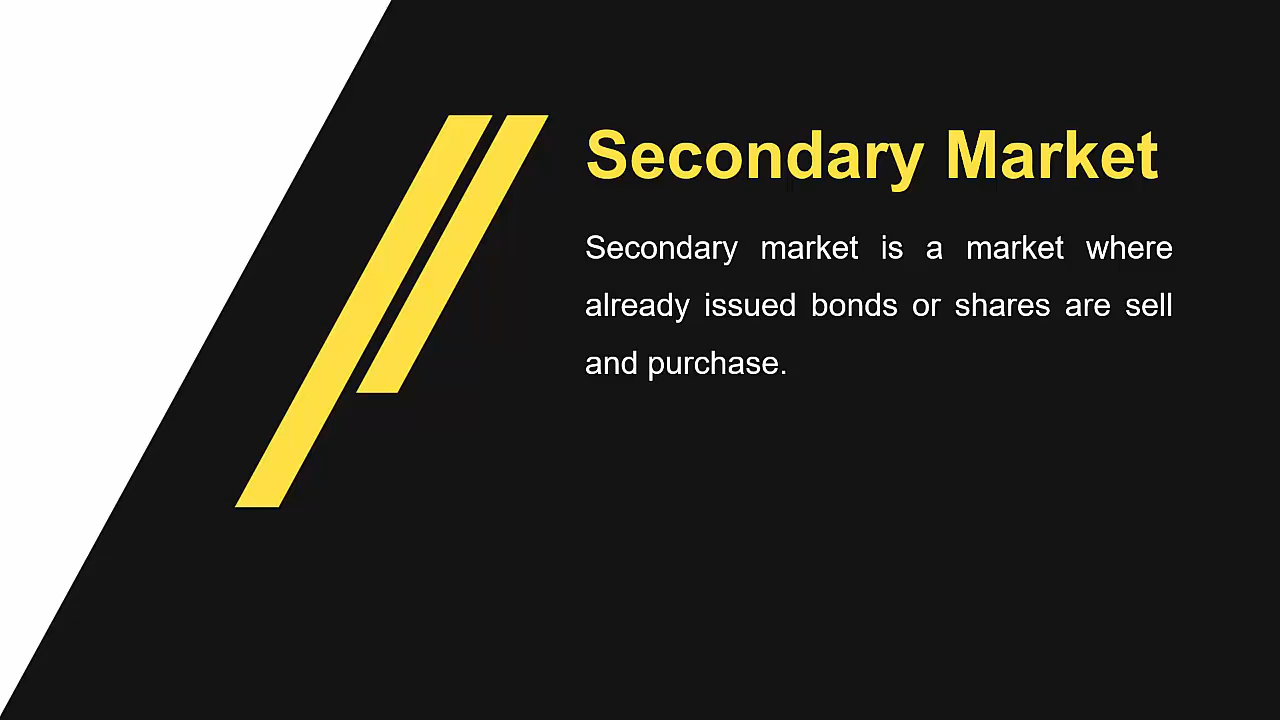 Secondary Market
Secondary market is a market where
already issued bonds or shares are sell
and purchase.